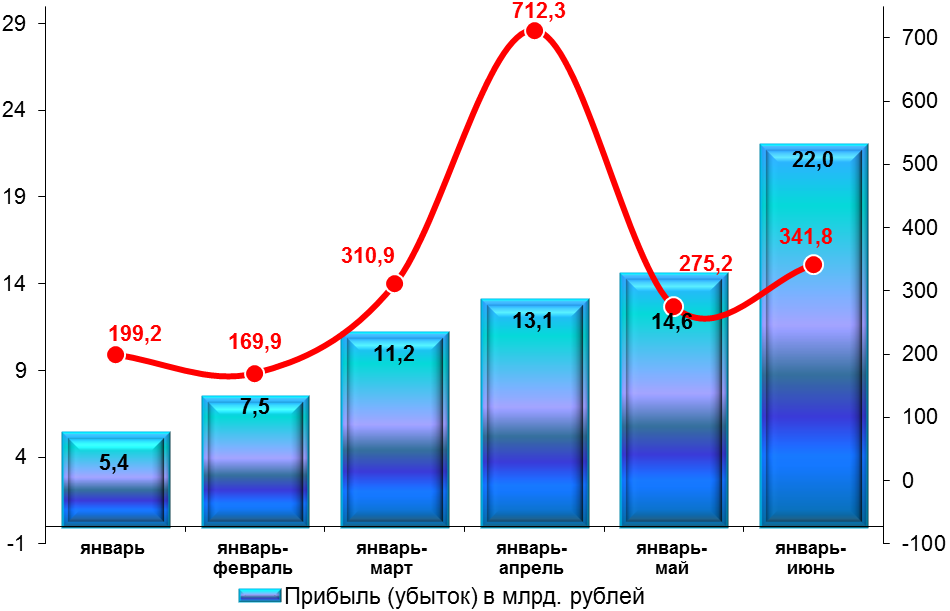 29
24
19
14
9
4
-1
700
600
500
400
300
200
100
0
-100
199,2
169,9
310,9
712,3
275,2
341,8
5,4
7,5
11,2
13,1
14,6
22,0
январь
январь-
февраль
январь-
март
январь-
апрель
январь-
май
январь-
июнь
Прибыль (убыток) в млрд. рублей